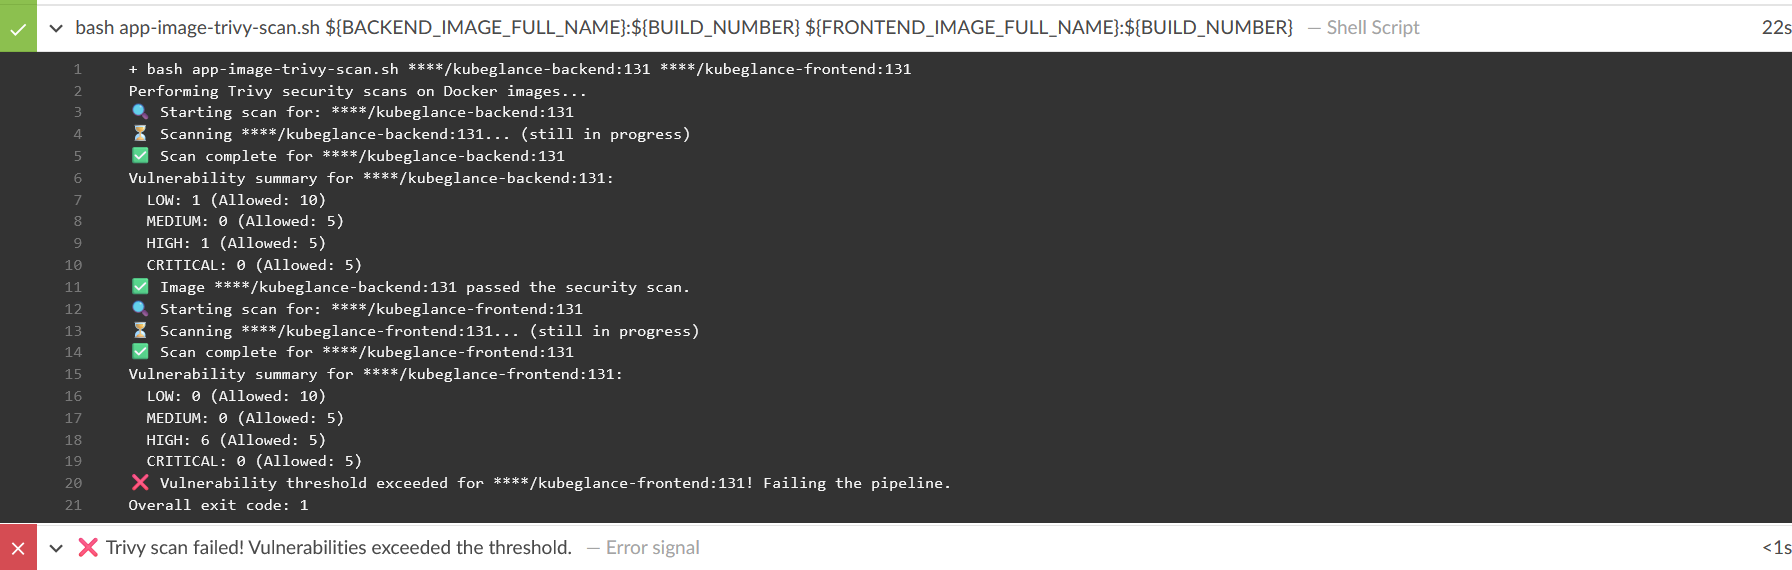 bash app-image-trivy-scan.sh ${BACKEND_IMAGE_FULL_NAME}:${BUILD_NUMBER} ${FRONTEND_IMAGE_FULL_NAME}:${BUILD_NUMBER} — Shell Script 22s
1 + bash app-image-trivy-scan.sh ****/kubeglance-backend:131 ****/kubeglance-frontend:131
2 Performing Trivy security scans on Docker images...
3 🔍 Starting scan for: ****/kubeglance-backend:131
4 ⏳ Scanning ****/kubeglance-backend:131... (still in progress)
5 ✅ Scan complete for ****/kubeglance-backend:131
6 Vulnerability summary for ****/kubeglance-backend:131:
7 LOW: 1 (Allowed: 10)
8 MEDIUM: 0 (Allowed: 5)
9 HIGH: 1 (Allowed: 5)
10 CRITICAL: 0 (Allowed: 5)
11 ✅ Image ****/kubeglance-backend:131 passed the security scan.
12 🔍 Starting scan for: ****/kubeglance-frontend:131
13 ⏳ Scanning ****/kubeglance-frontend:131... (still in progress)
14 ✅ Scan complete for ****/kubeglance-frontend:131
15 Vulnerability summary for ****/kubeglance-frontend:131:
16 LOW: 0 (Allowed: 10)
17 MEDIUM: 0 (Allowed: 5)
18 HIGH: 6 (Allowed: 5)
19 CRITICAL: 0 (Allowed: 5)
20 ❌ Vulnerability threshold exceeded for ****/kubeglance-frontend:131! Failing the pipeline.
21 Overall exit code: 1
❌ Trivy scan failed! Vulnerabilities exceeded the threshold. — Error signal <1s